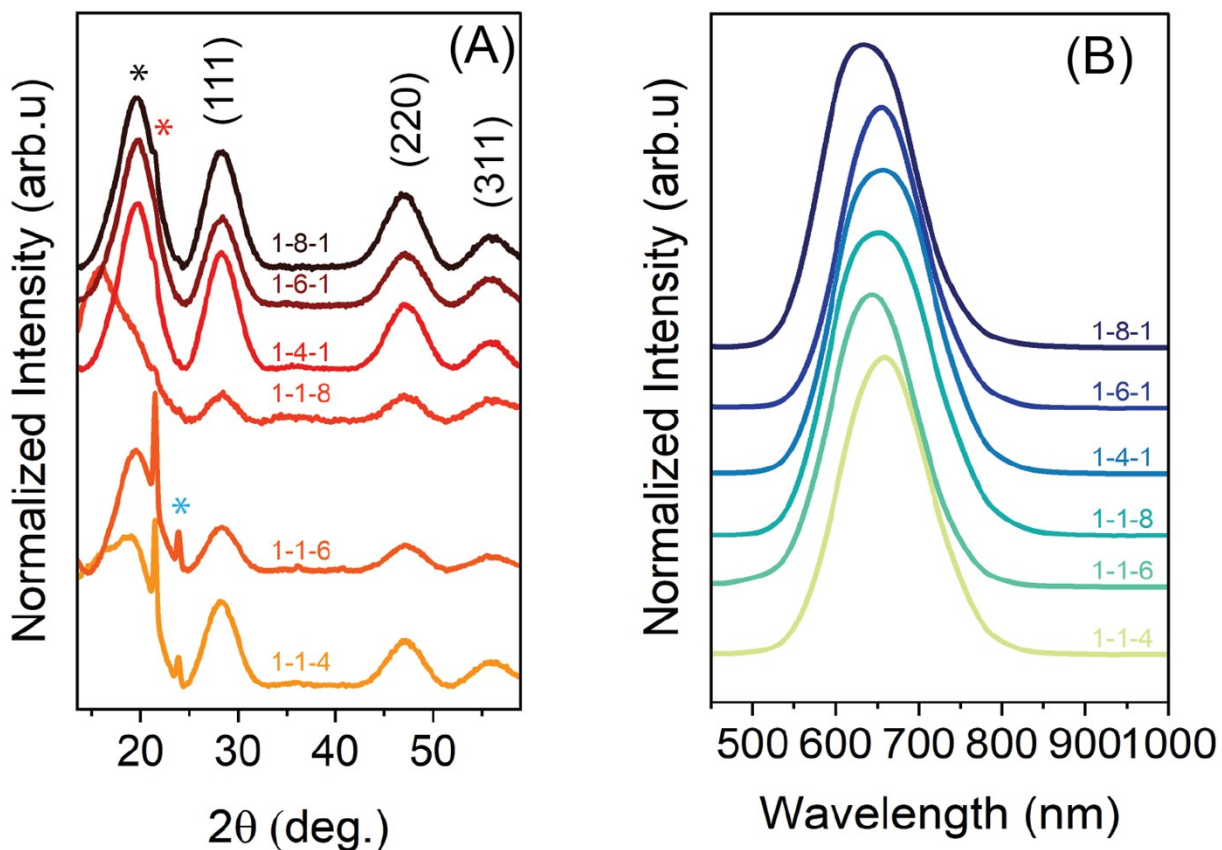 (A)
*
*
(111)
(220)
(311)
1-8-1
1-6-1
1-4-1
1-1-8
*
1-1-6
1-1-4
Normalized Intensity (arb.u)
20 30 40 50
2θ (deg.)
(B)
1-8-1
1-6-1
1-4-1
1-1-8
1-1-6
1-1-4
Normalized Intensity (arb.u)
500 600 700 800 900 1000
Wavelength (nm)